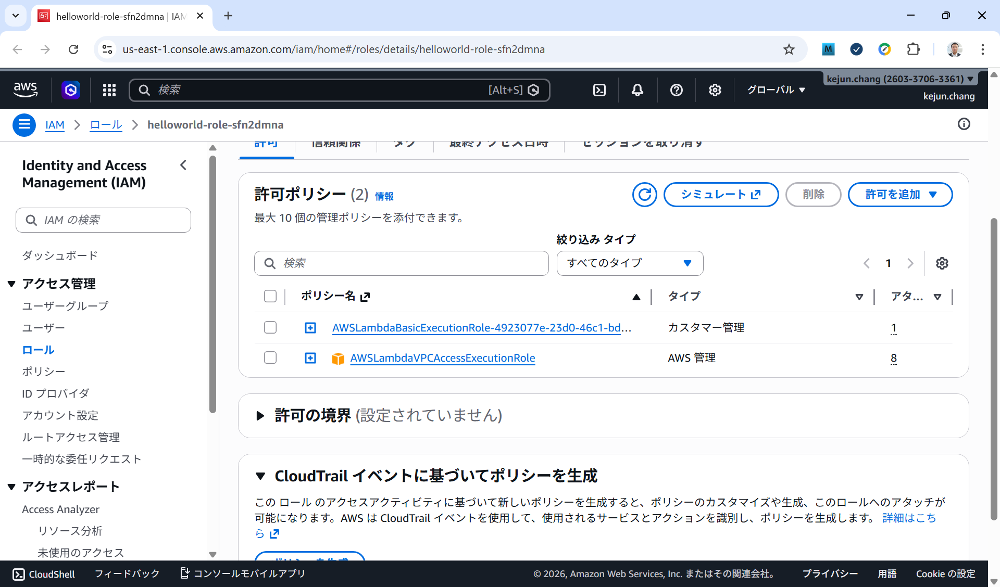 helloworld-role-sfn2dmna | IAM
us-east-1.console.aws.amazon.com/iam/home#/roles/details/helloworld-role-sfn2dmna
M
aws
検索
[Alt+S]
グローバル
kejun.chang (2603-3706-3361)
kejun.chang
IAM
ロール
helloworld-role-sfn2dmna
Identity and Access
Management (IAM)
IAM の検索
ダッシュボード
アクセス管理
ユーザーグループ
ユーザー
ロール
ポリシー
ID プロバイダ
アカウント設定
ルートアクセス管理
一時的な委任リクエスト
アクセスレポート
Access Analyzer
リソース分析
未使用のアクセス
許可
信頼関係
タグ
最終アクセス日時
セッションを取り消す
許可ポリシー (2) 情報
最大 10 個の管理ポリシーを添付できます。
シミュレート
削除
許可を追加
絞り込み タイプ
検索
すべてのタイプ
1
ポリシー名
タイプ
アタ...
AWSLambdaBasicExecutionRole-4923077e-23d0-46c1-bd...
カスタマー管理
1
AWSLambdaVPCAccessExecutionRole
AWS 管理
8
許可の境界 (設定されていません)
CloudTrail イベントに基づいてポリシーを生成
この ロール のアクセスアクティビティに基づいて新しいポリシーを生成すると、ポリシーのカスタマイズや生成、このロールへのアタッチが
可能になります。AWS は CloudTrail イベントを使用して、使用されるサービスとアクションを識別し、ポリシーを生成します。 詳細はこち
ら
ポリシーを生成
CloudShell
フィードバック
コンソールモバイルアプリ
© 2026, Amazon Web Services, Inc. またはその関連会社。
プライバシー
用語
Cookie の設定